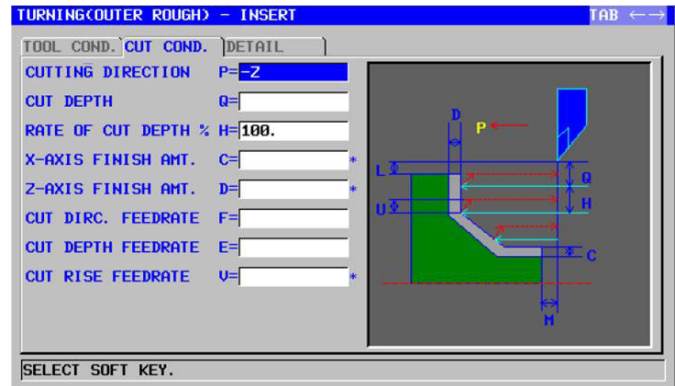 TURNING(OUTER ROUGH) - INSERT TAB ←→
TOOL COND. CUT COND. DETAIL
CUTTING DIRECTION P=-Z
CUT DEPTH Q=
RATE OF CUT DEPTH % H=100.
X-AXIS FINISH AMT. C= *
Z-AXIS FINISH AMT. D= *
CUT DIRC. FEEDRATE F=
CUT DEPTH FEEDRATE E=
CUT RISE FEEDRATE V= *
D
P
L
Q
U
H
C
M
SELECT SOFT KEY.